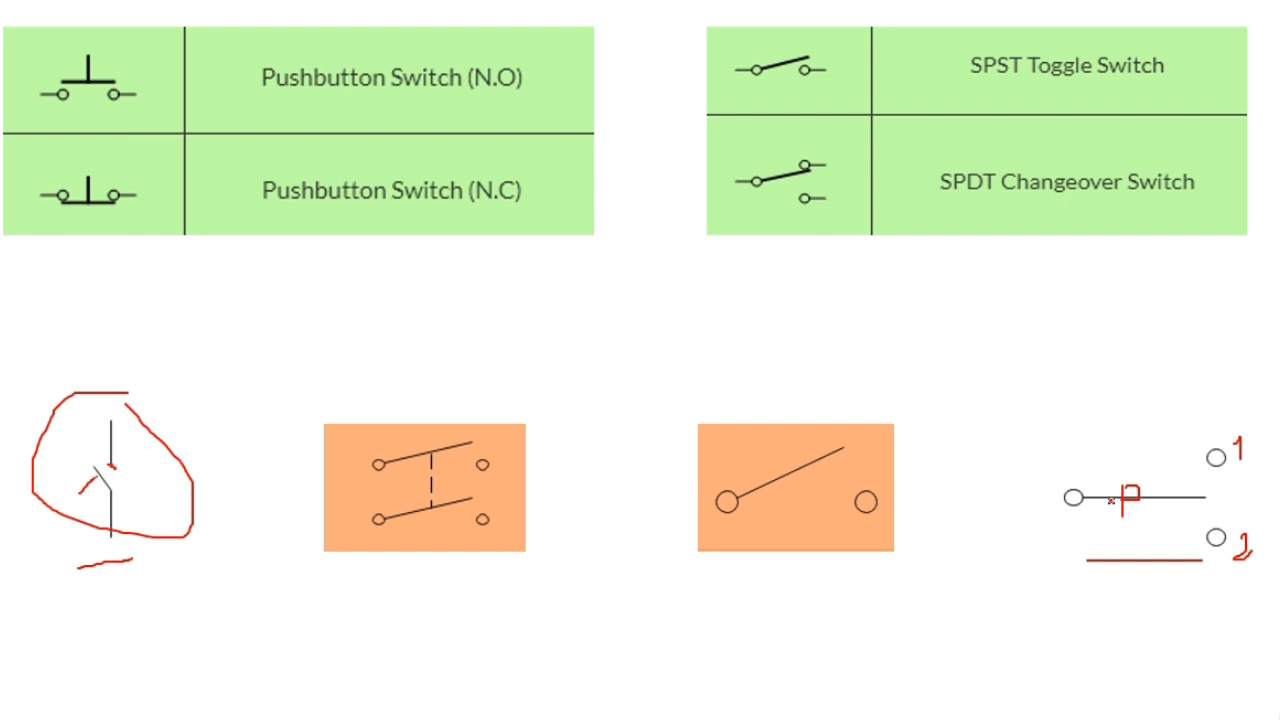 Pushbutton Switch (N.O)
Pushbutton Switch (N.C)
SPST Toggle Switch
SPDT Changeover Switch
1
P
2